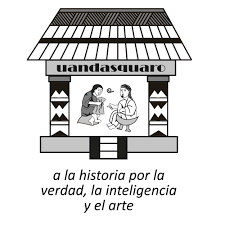 uandasquaro
a la historia por la
verdad, la inteligencia
y el arte